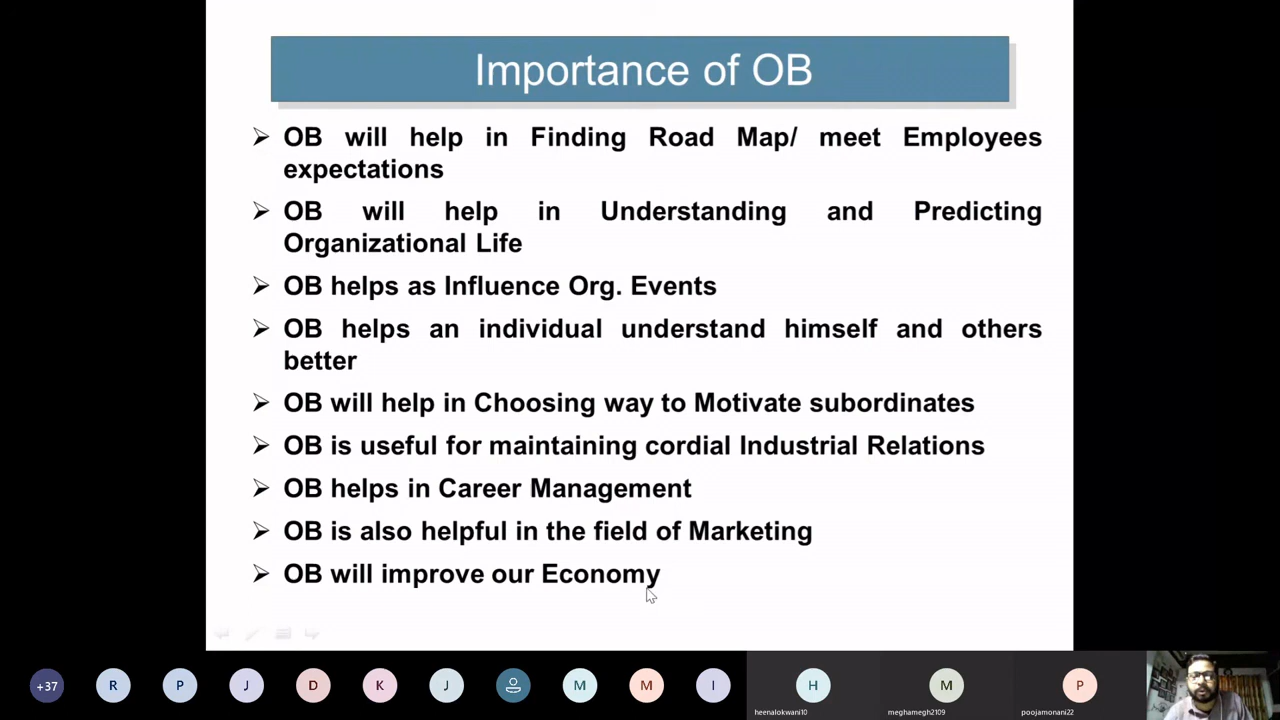 Importance of OB
OB will help in Finding Road Map/ meet Employees
expectations
OB will help in Understanding and Predicting
Organizational Life
OB helps as Influence Org. Events
OB helps an individual understand himself and others
better
OB will help in Choosing way to Motivate subordinates
OB is useful for maintaining cordial Industrial Relations
OB helps in Career Management
OB is also helpful in the field of Marketing
OB will improve our Economy
+37 R P J D K J M M I H M P
heenalokwani10 meghamegh2109 poojamonani22